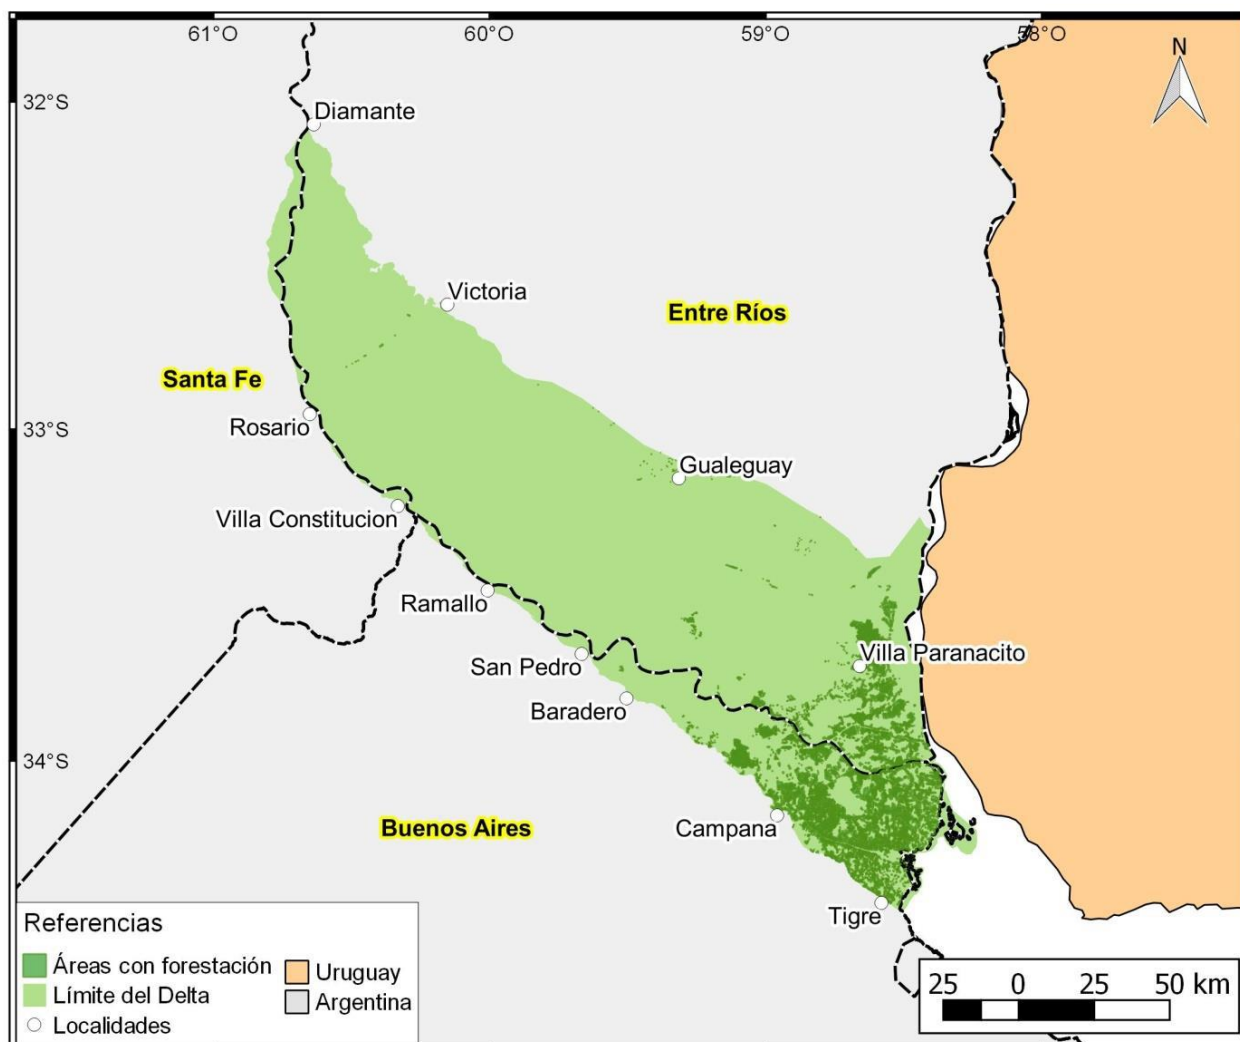 61°O
60°O
59°O
58°O
N
32°S
Diamante
Victoria
Entre Ríos
Santa Fe
Rosario
33°S
Gualeguay
Villa Constitucion
Ramallo
San Pedro
Villa Paranacito
Baradero
34°S
Campana
Buenos Aires
Tigre
Referencias
Áreas con forestación
Límite del Delta
Localidades
Uruguay
Argentina
25 0 25 50 km